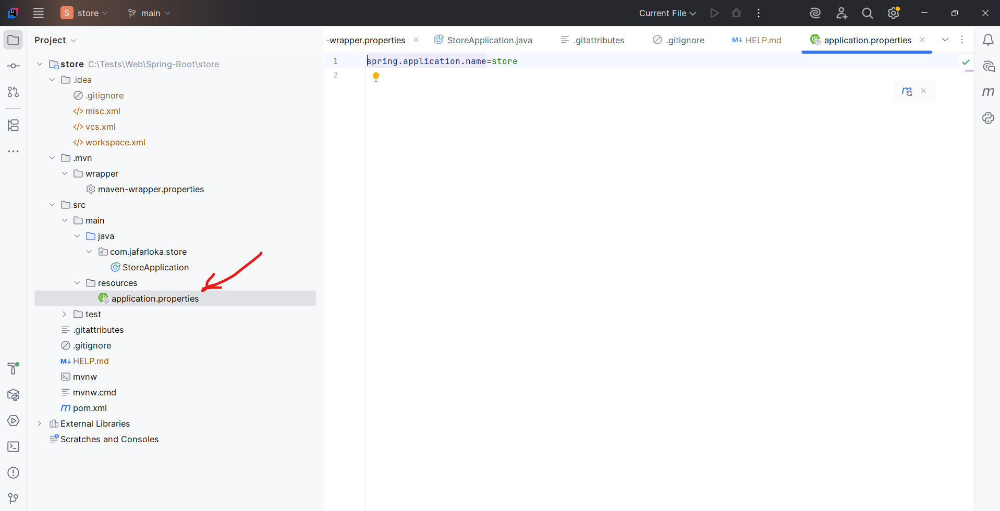 S store
main
Current File
Project
-wrapper.properties
StoreApplication.java
.gitattributes
.gitignore
M↓ HELP.md
application.properties
store C:\Tests\Web\Spring-Boot\store
.idea
.gitignore
</> misc.xml
</> vcs.xml
</> workspace.xml
.mvn
wrapper
maven-wrapper.properties
src
main
java
com.jafarloka.store
StoreApplication
resources
application.properties
test
.gitattributes
.gitignore
M↓ HELP.md
mvnw
mvnw.cmd
m pom.xml
External Libraries
Scratches and Consoles
1 spring.application.name=store
2
m
m